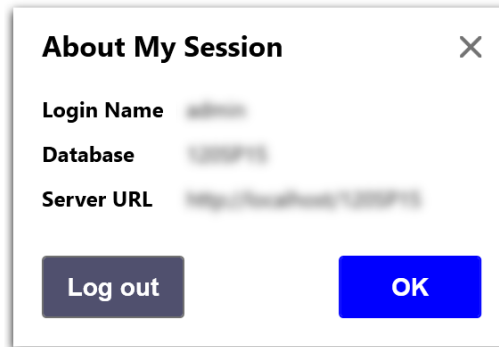 About My Session
Login Name
Database
Server URL
Log out
OK